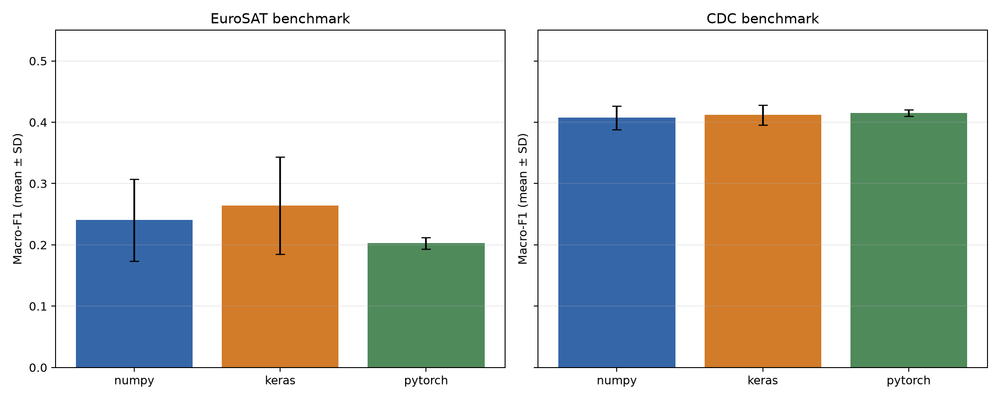 EuroSAT benchmark
Macro-F1 (mean ± SD)
0.5
0.4
0.3
0.2
0.1
0.0
numpy keras pytorch
CDC benchmark
Macro-F1 (mean ± SD)
numpy keras pytorch